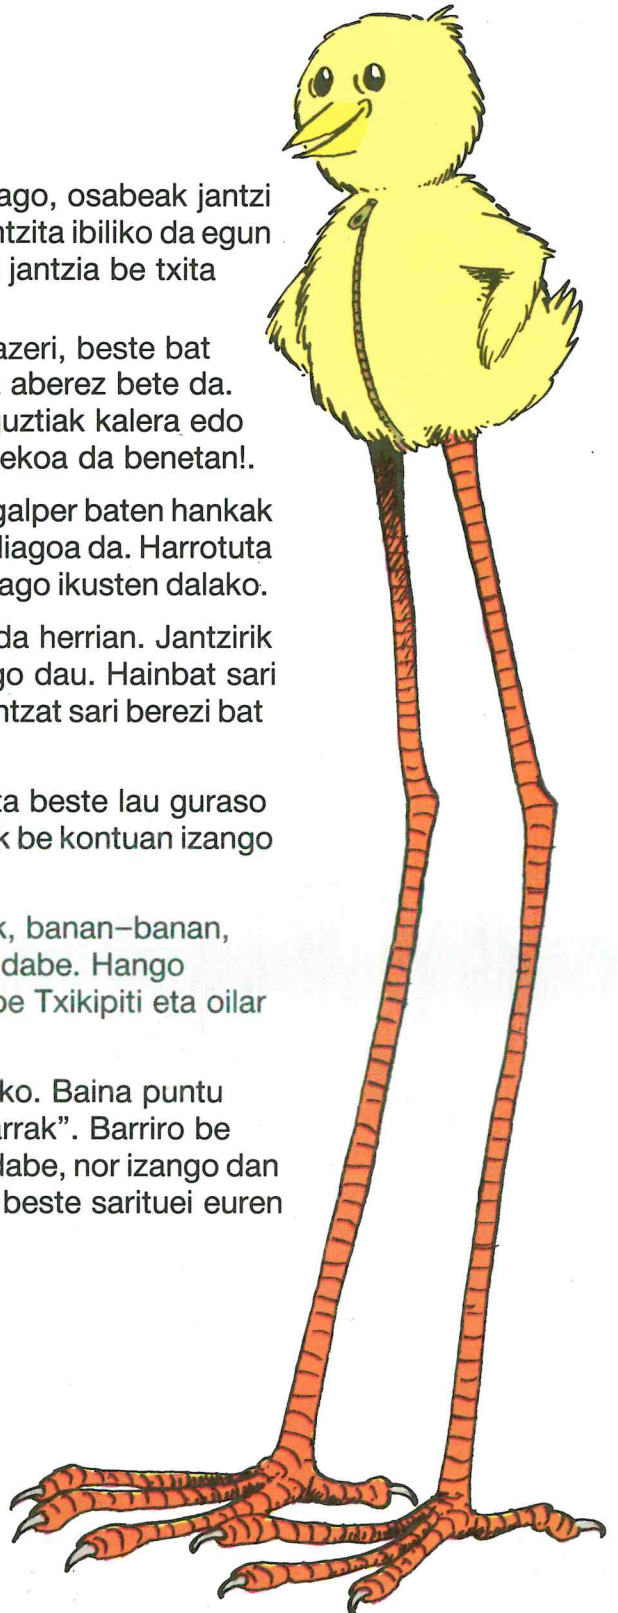 ago, osabeak jantzi
ntzita ibiliko da egun
jantzia be txita
azeri, beste bat
aberez bete da.
guztiak kalera edo
ekoa da benetan!.
galper baten hankak
diagoa da. Harrotuta
ago ikusten dalako.
da herrian. Jantzirik
go dau. Hainbat sari
ntzat sari berezi bat
ta beste lau guraso
k be kontuan izango
k, banan–banan,
dabe. Hango
be Txikipiti eta oilar
ko. Baina puntu
arrak”. Barriro be
dabe, nor izango dan
beste sarituei euren